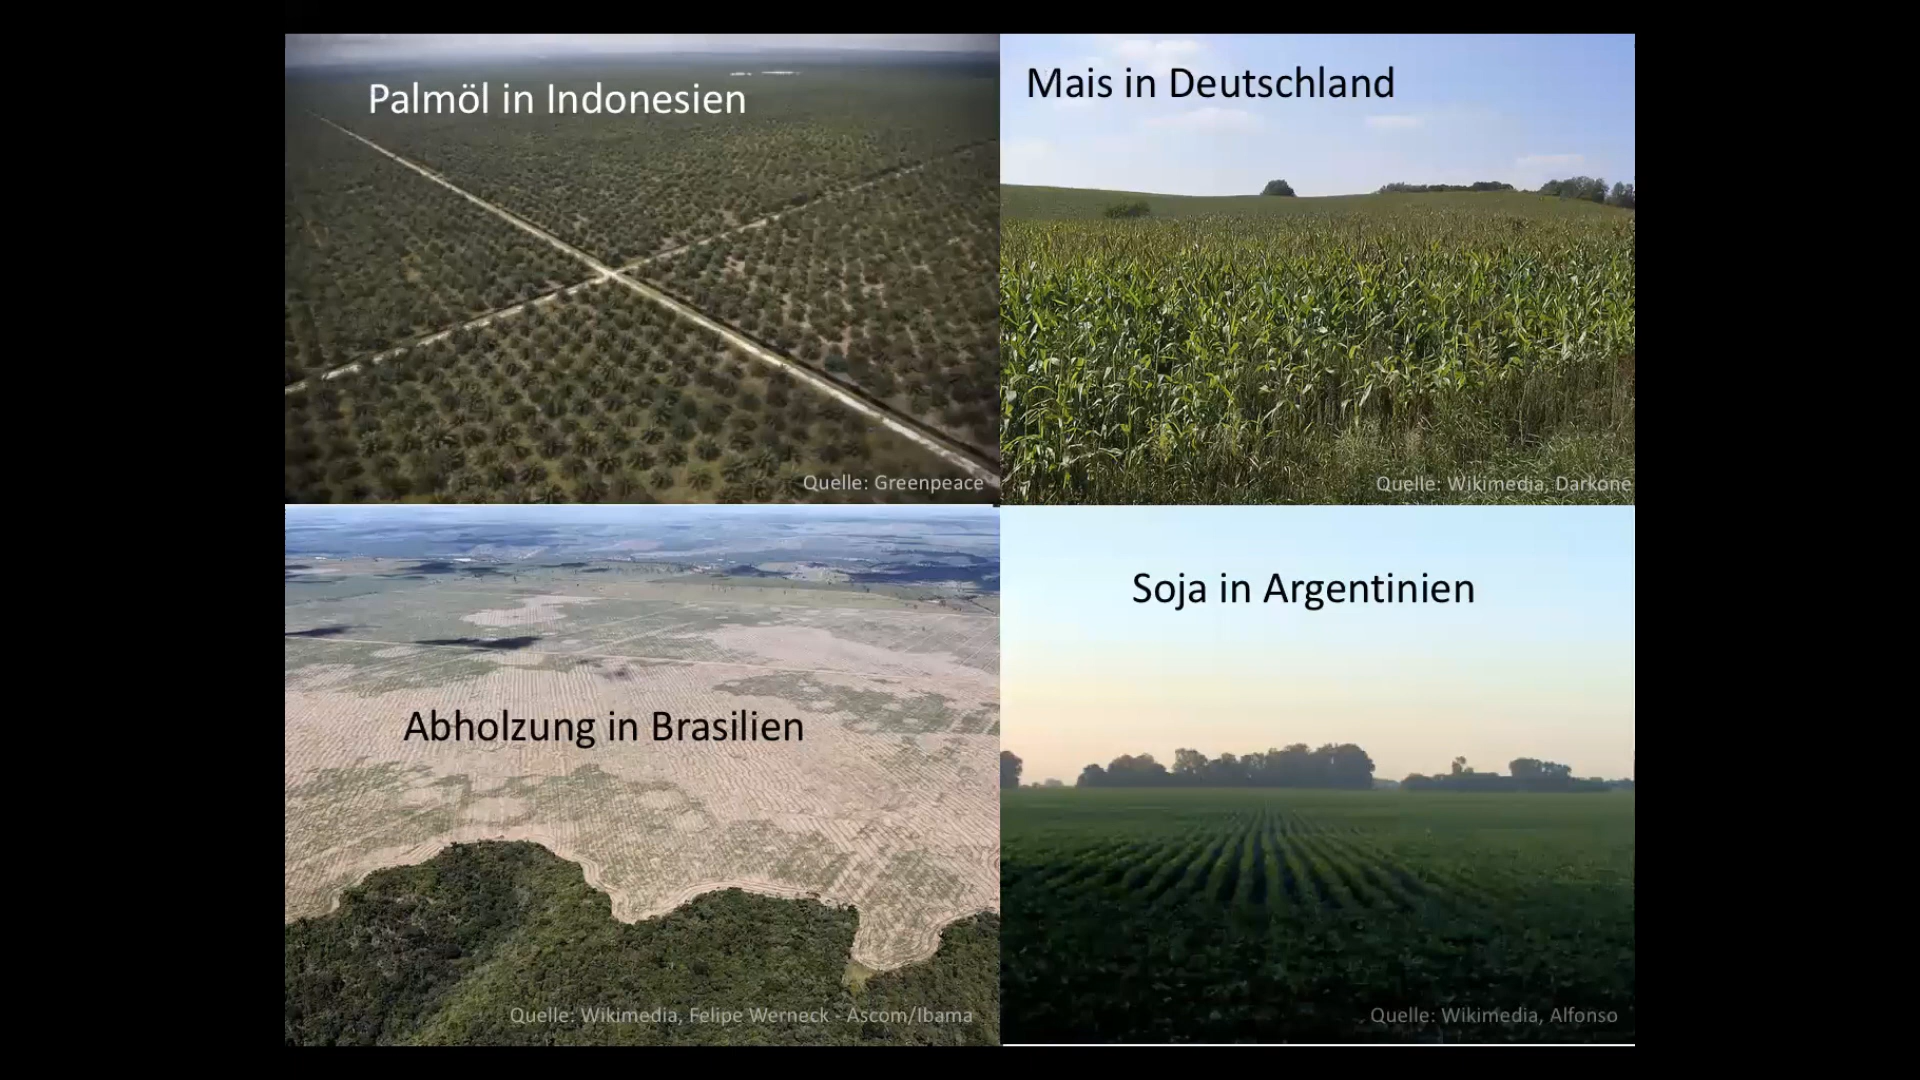 Palmöl in Indonesien
Quelle: Greenpeace
Mais in Deutschland
Quelle: Wikimedia, Darkone
Abholzung in Brasilien
Quelle: Wikimedia, Felipe Werneck - Ascom/Ibama
Soja in Argentinien
Quelle: Wikimedia, Alfonso